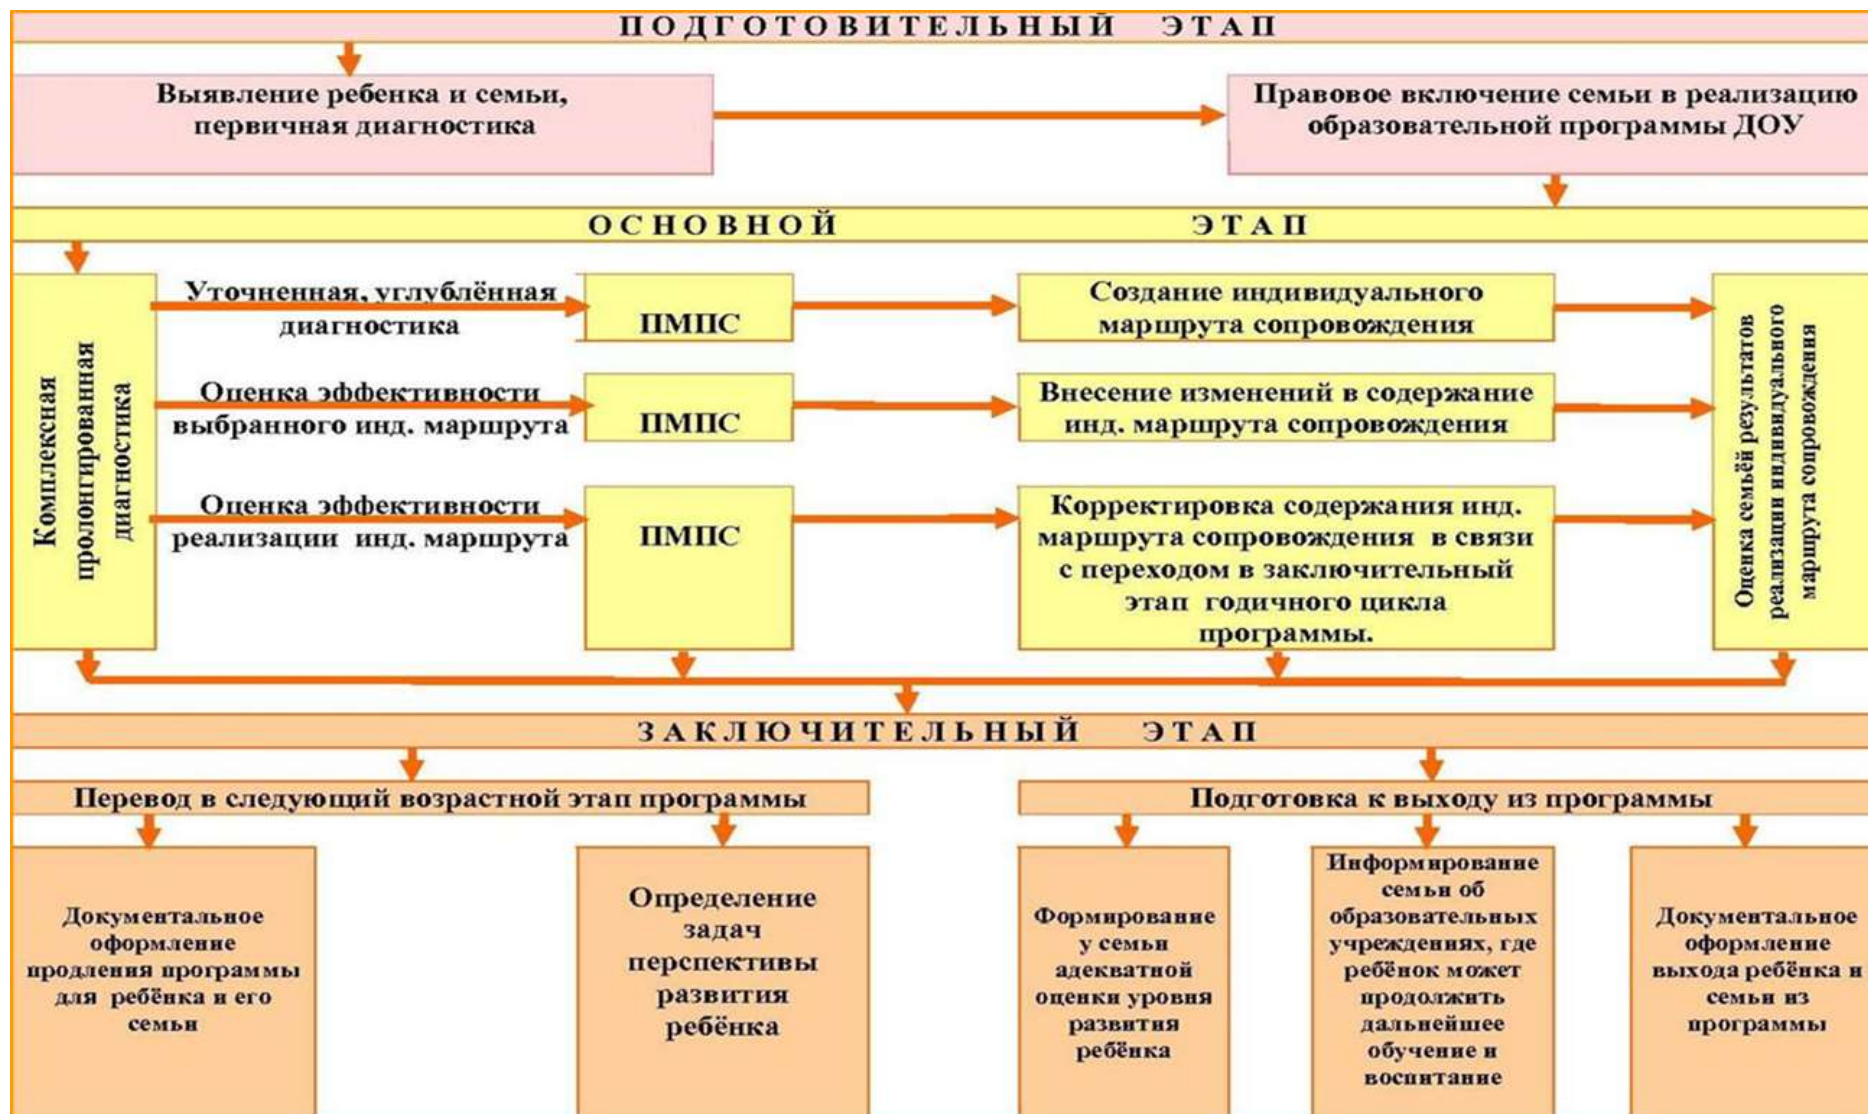 ПОДГОТОВИТЕЛЬНЫЙ ЭТАП
Выявление ребенка и семьи,
первичная диагностика
Правовое включение семьи в реализацию
образовательной программы ДОУ
ОСНОВНОЙ ЭТАП
Комплексная
пролонгированная
диагностика
Уточненная, углублённая
диагностика
ПМПС
Создание индивидуального
маршрута сопровождения
Оценка эффективности
выбранного инд. маршрута
ПМПС
Внесение изменений в содержание
инд. маршрута сопровождения
Оценка эффективности
реализации инд. маршрута
ПМПС
Корректировка содержания инд.
маршрута сопровождения в связи
с переходом в заключительный
этап годичного цикла
программы.
Оценка семьёй результатов
реализации индивидуального
маршрута сопровождения
ЗАКЛЮЧИТЕЛЬНЫЙ ЭТАП
Перевод в следующий возрастной этап программы
Подготовка к выходу из программы
Документальное
оформление
продления программы
для ребёнка и его
семьи
Определение
задач
перспективы
развития
ребёнка
Формирование
у семьи
адекватной
оценки уровня
развития
ребёнка
Информирование
семьи об
образовательных
учреждениях, где
ребёнок может
продолжить
дальнейшее
обучение и
воспитание
Документальное
оформление
выхода ребёнка и
семьи из
программы